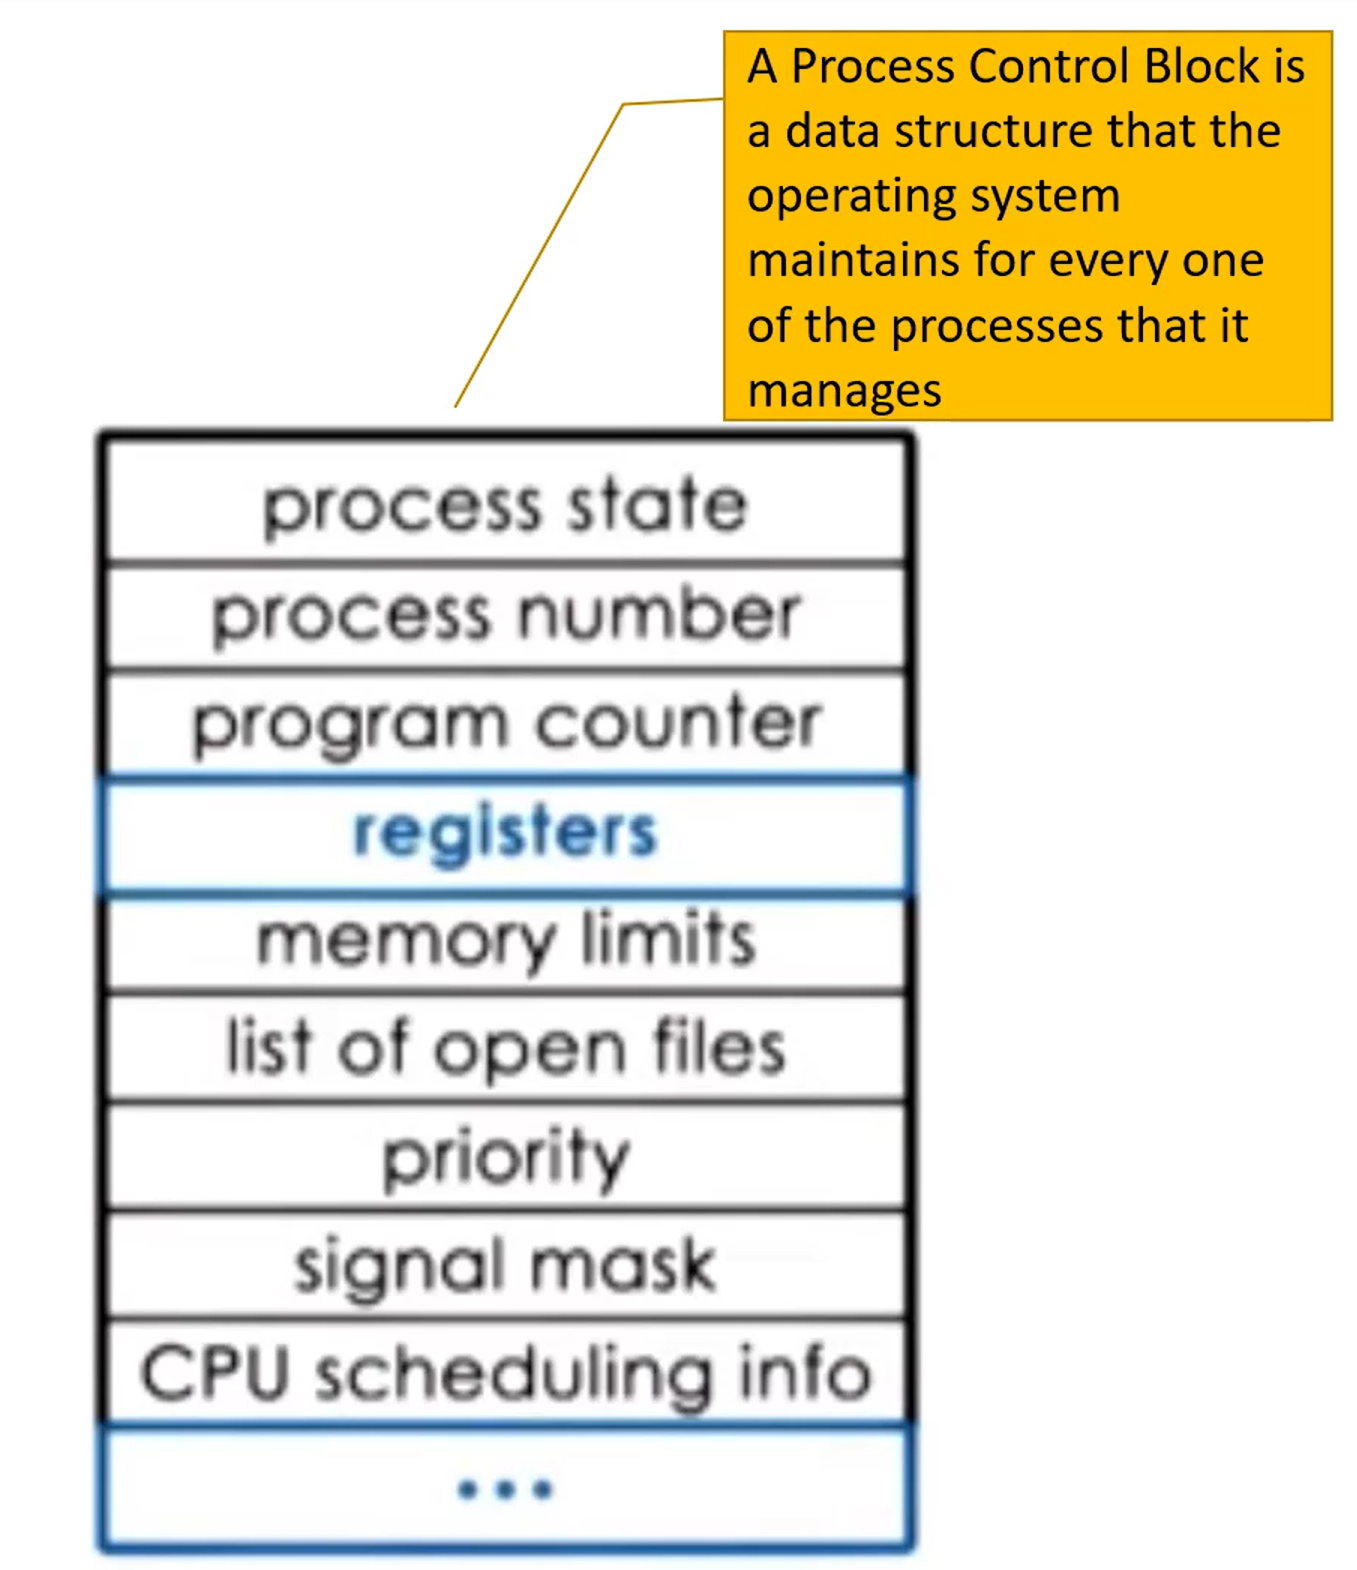 A Process Control Block is
a data structure that the
operating system
maintains for every one
of the processes that it
manages
process state
process number
program counter
registers
memory limits
list of open files
priority
signal mask
CPU scheduling info
•••